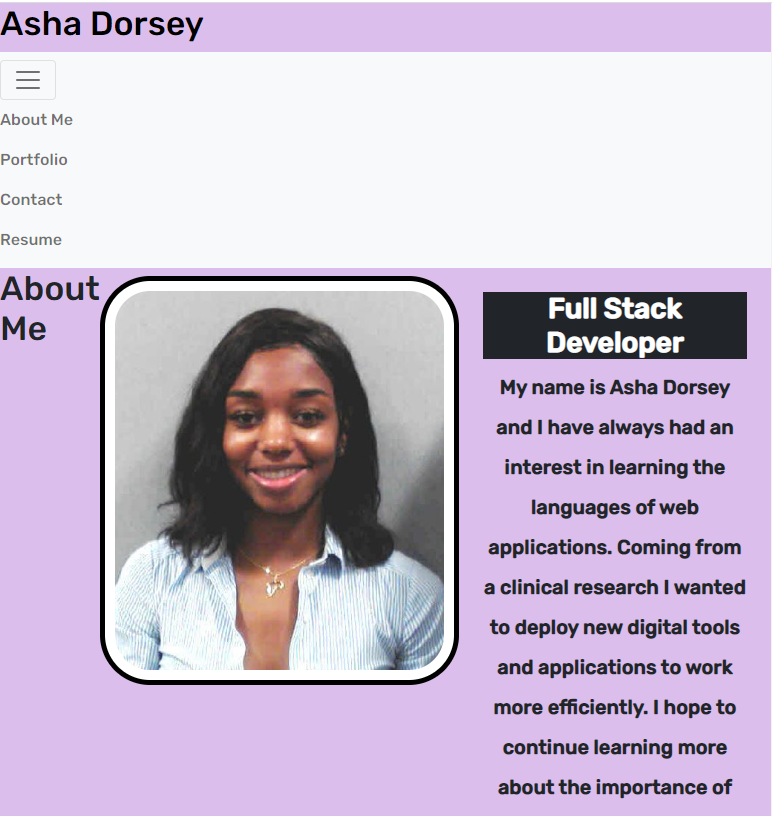 Asha Dorsey
About Me
Portfolio
Contact
Resume
About
Me
Full Stack
Developer
My name is Asha Dorsey
and I have always had an
interest in learning the
languages of web
applications. Coming from
a clinical research I wanted
to deploy new digital tools
and applications to work
more efficiently. I hope to
continue learning more
about the importance of